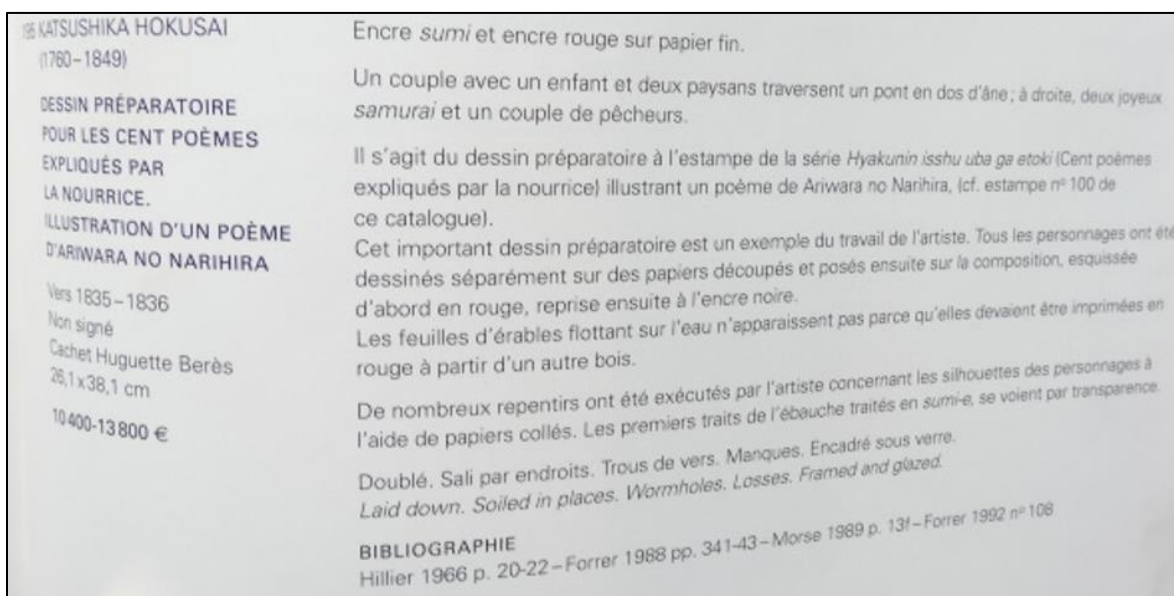 195 KATSUSHIKA HOKUSAI
(1760–1849)
DESSIN PRÉPARATOIRE
POUR LES CENT POÈMES
EXPLIQUÉS PAR
LA NOURRICE.
ILLUSTRATION D'UN POÈME
D'ARIWARA NO NARIHIRA
Vers 1835–1836
Non signé
Cachet Huguette Berès
26,1 x 38,1 cm
10 400-13 800 €
Encre sumi et encre rouge sur papier fin.
Un couple avec un enfant et deux paysans traversent un pont en dos d'âne ; à droite, deux joyeux
samurai et un couple de pêcheurs.
Il s'agit du dessin préparatoire à l'estampe de la série Hyakunin isshu uba ga etoki (Cent poèmes
expliqués par la nourrice) illustrant un poème de Ariwara no Narihira, (cf. estampe nº 100 de
ce catalogue).
Cet important dessin préparatoire est un exemple du travail de l'artiste. Tous les personnages ont été
dessinés séparément sur des papiers découpés et posés ensuite sur la composition, esquissée
d'abord en rouge, reprise ensuite à l'encre noire.
Les feuilles d'érables flottant sur l'eau n'apparaissent pas parce qu'elles devaient être imprimées en
rouge à partir d'un autre bois.
De nombreux repentirs ont été exécutés par l'artiste concernant les silhouettes des personnages à
l'aide de papiers collés. Les premiers traits de l'ébauche traités en sumi-e, se voient par transparence.
Doublé. Sali par endroits. Trous de vers. Manques. Encadré sous verre.
Laid down. Soiled in places. Wormholes. Losses. Framed and glazed.
BIBLIOGRAPHIE
Hillier 1966 p. 20-22 – Forrer 1988 pp. 341-43 – Morse 1989 p. 13f – Forrer 1992 nº 108